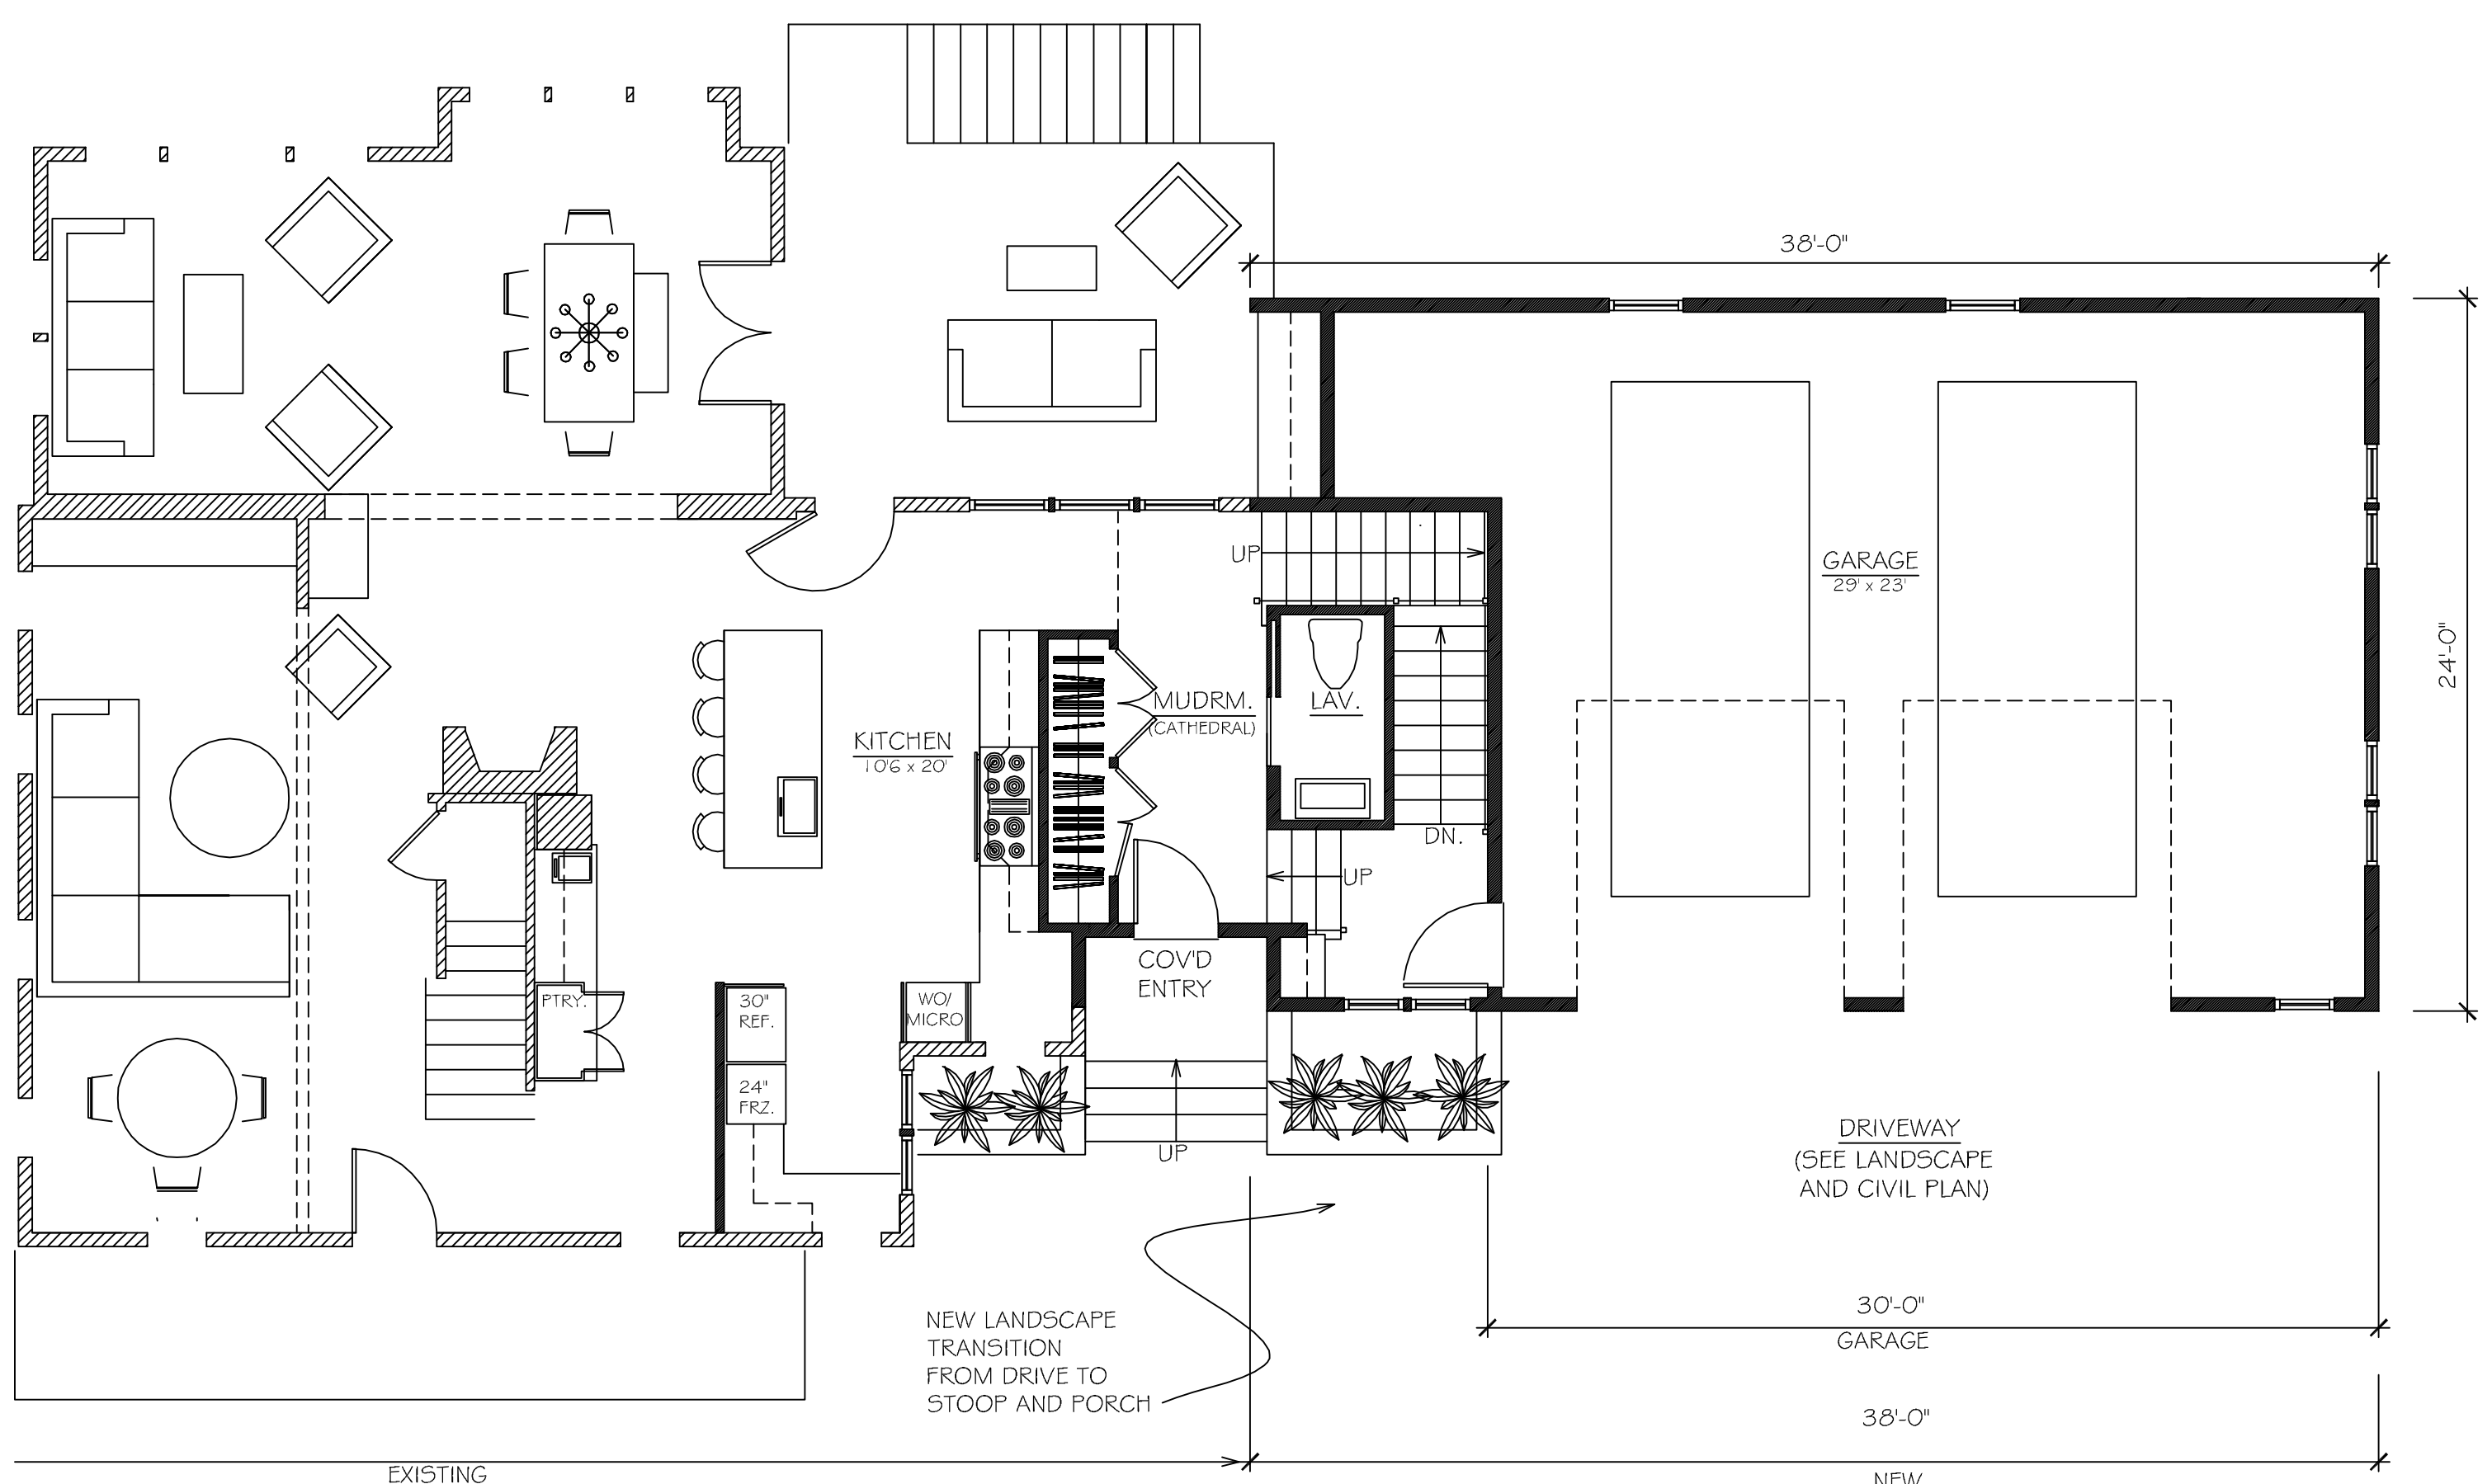 38'-0"
UP
GARAGE
29' x 23'
24'-0"
MUDRM.
(CATHEDRAL)
LAV.
KITCHEN
10'6 x 20'
DN.
UP
COV'D
ENTRY
PTRY.
30"
REF.
WO/
MICRO
24"
FRZ.
UP
DRIVEWAY
(SEE LANDSCAPE
AND CIVIL PLAN)
NEW LANDSCAPE
TRANSITION
FROM DRIVE TO
STOOP AND PORCH
30'-0"
GARAGE
38'-0"
EXISTING
NEW